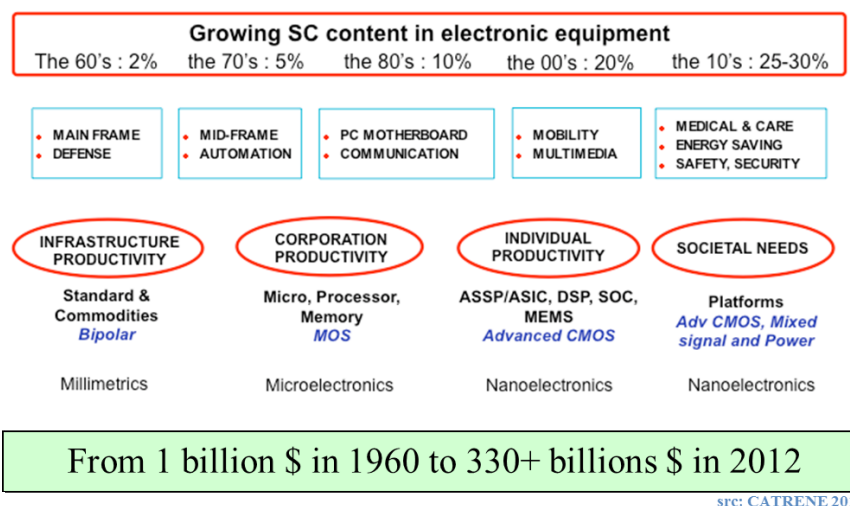 Growing SC content in electronic equipment
The 60's : 2% the 70's : 5% the 80's : 10% the 00's : 20% the 10's : 25-30%
• MAIN FRAME
• DEFENSE
• MID-FRAME
• AUTOMATION
• PC MOTHERBOARD
• COMMUNICATION
• MOBILITY
• MULTIMEDIA
• MEDICAL & CARE
• ENERGY SAVING
• SAFETY, SECURITY
INFRASTRUCTURE
PRODUCTIVITY
CORPORATION
PRODUCTIVITY
INDIVIDUAL
PRODUCTIVITY
SOCIETAL NEEDS
Standard &
Commodities
Bipolar
Micro, Processor,
Memory
MOS
ASSP/ASIC, DSP, SOC,
MEMS
Advanced CMOS
Platforms
Adv CMOS, Mixed
signal and Power
Millimetrics
Microelectronics
Nanoelectronics
Nanoelectronics
From 1 billion $ in 1960 to 330+ billions $ in 2012
src: CATRENE 20